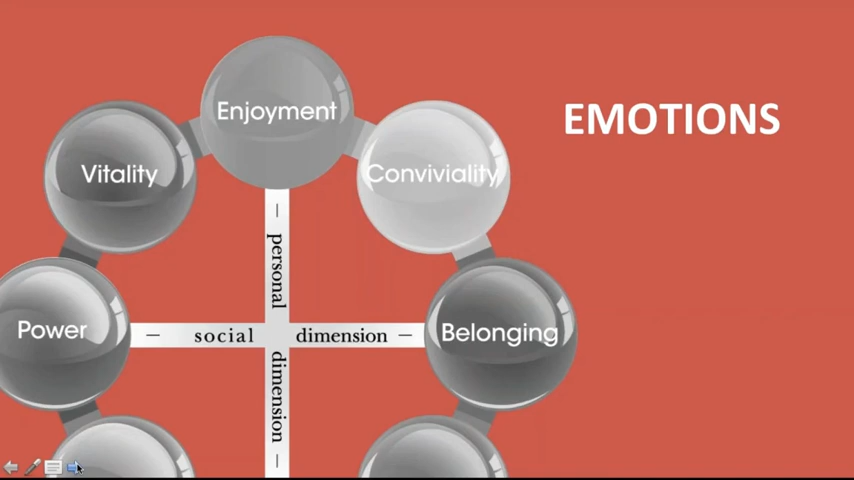 EMOTIONS
Enjoyment
Vitality
Conviviality
Power
Belonging
– personal dimension –
– social dimension –